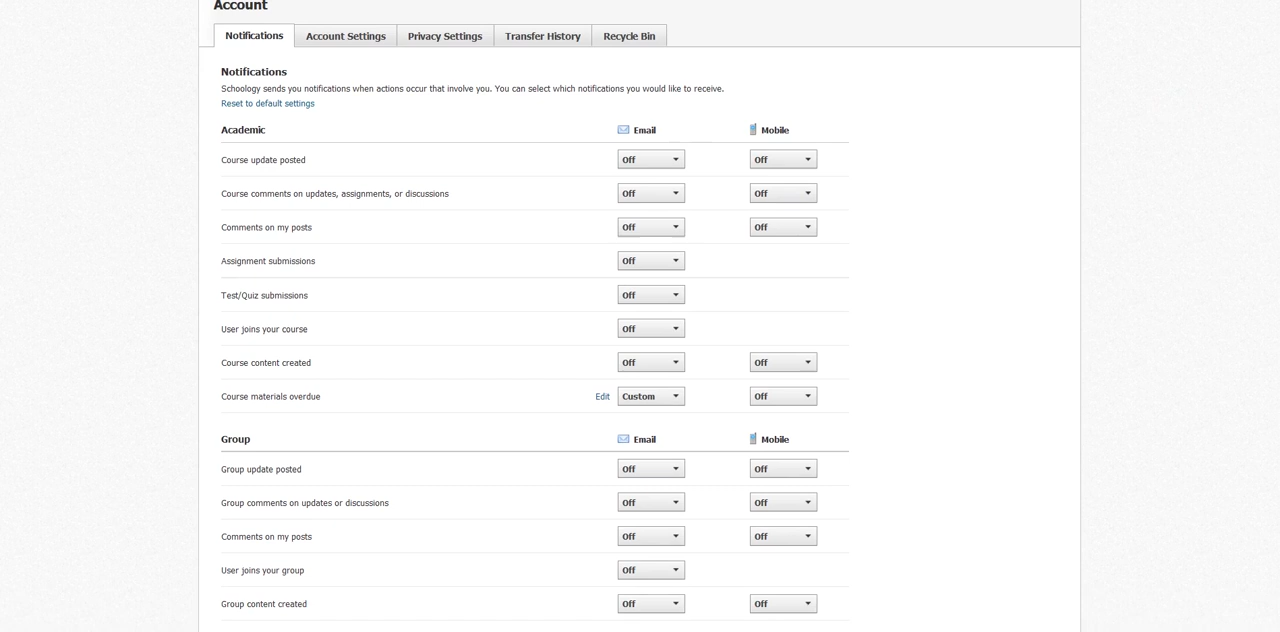 Account
Notifications Account Settings Privacy Settings Transfer History Recycle Bin
Notifications
Schoology sends you notifications when actions occur that involve you. You can select which notifications you would like to receive.
Reset to default settings
Academic Email Mobile
Course update posted Off Off
Course comments on updates, assignments, or discussions Off Off
Comments on my posts Off Off
Assignment submissions Off
Test/Quiz submissions Off
User joins your course Off
Course content created Off Off
Course materials overdue Edit Custom Off
Group Email Mobile
Group update posted Off Off
Group comments on updates or discussions Off Off
Comments on my posts Off Off
User joins your group Off
Group content created Off Off